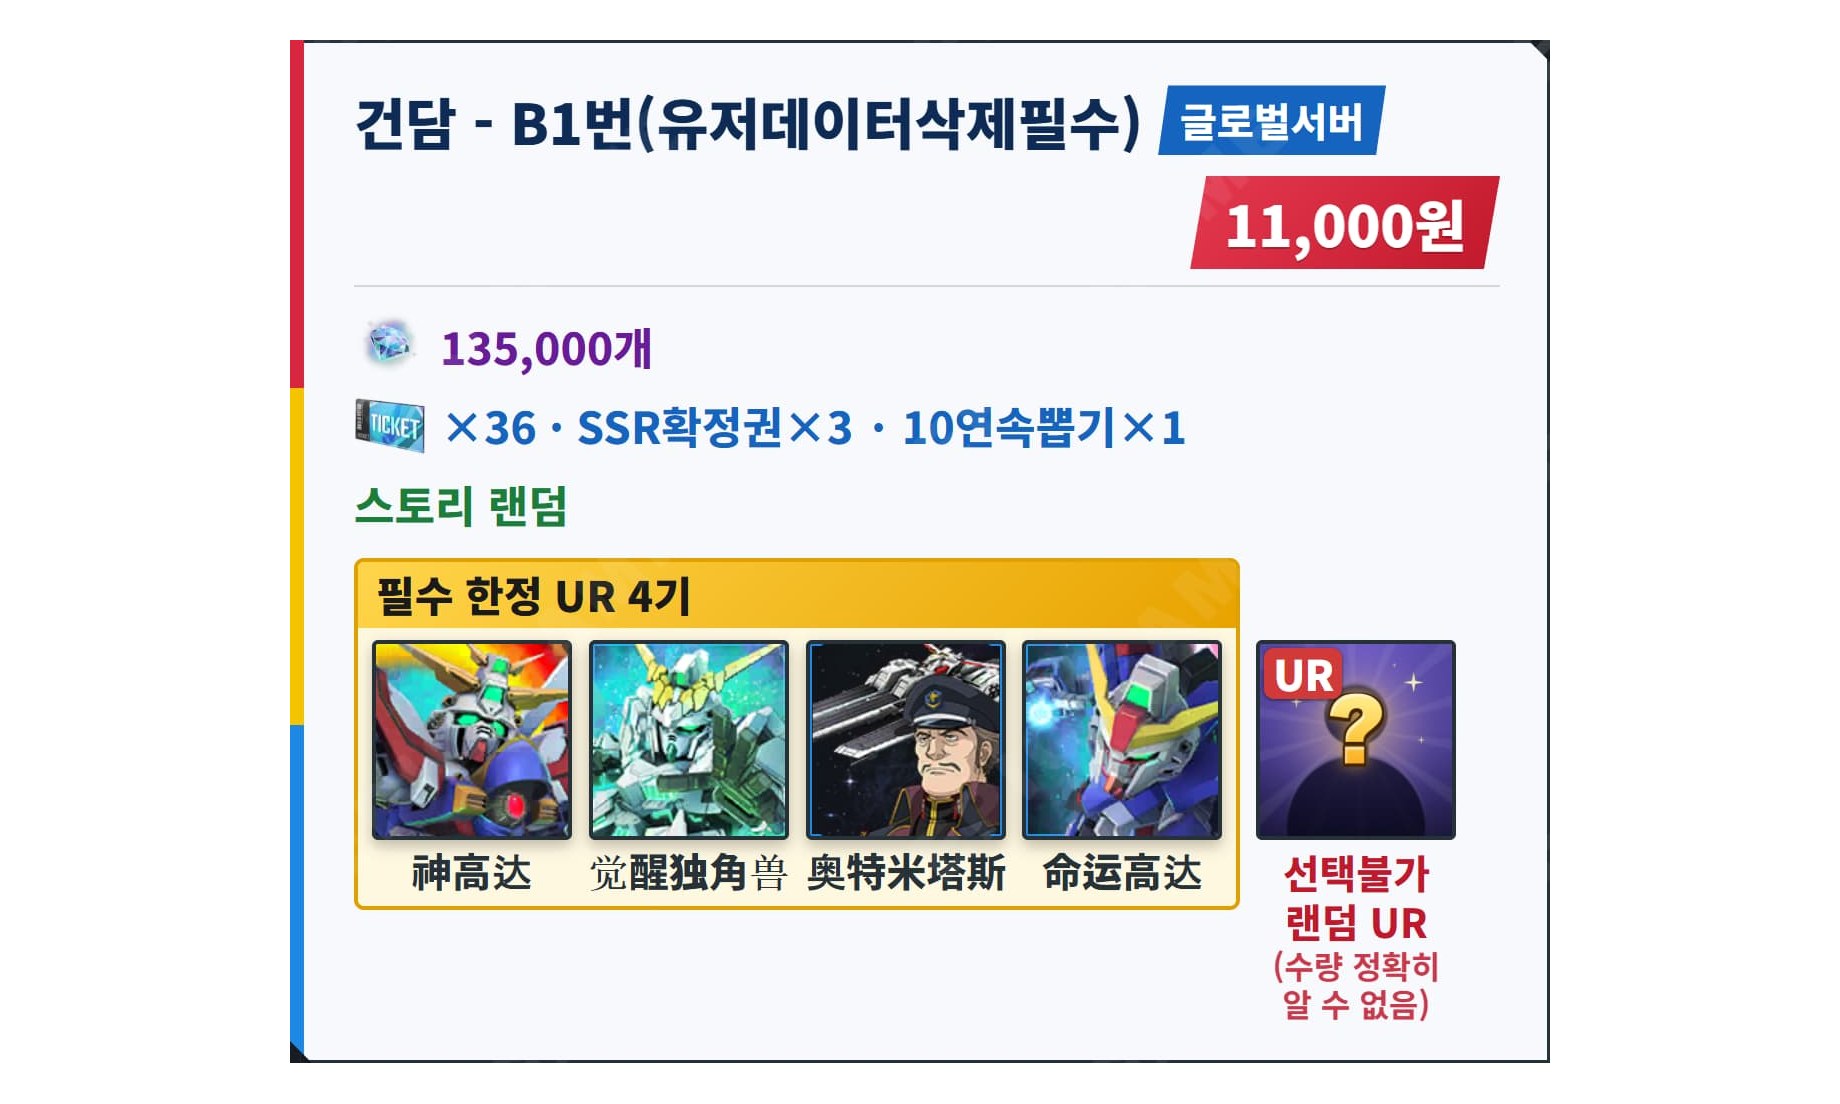 건담 - B1번(유저데이터삭제필수) 글로벌서버
11,000원
135,000개
TICKET ×36 · SSR확정권×3 · 10연속뽑기×1
스토리 랜덤
필수 한정 UR 4기
UR ?
神高达 觉醒独角兽 奥特米塔斯 命运高达
선택불가
랜덤 UR
(수량 정확히
알 수 없음)